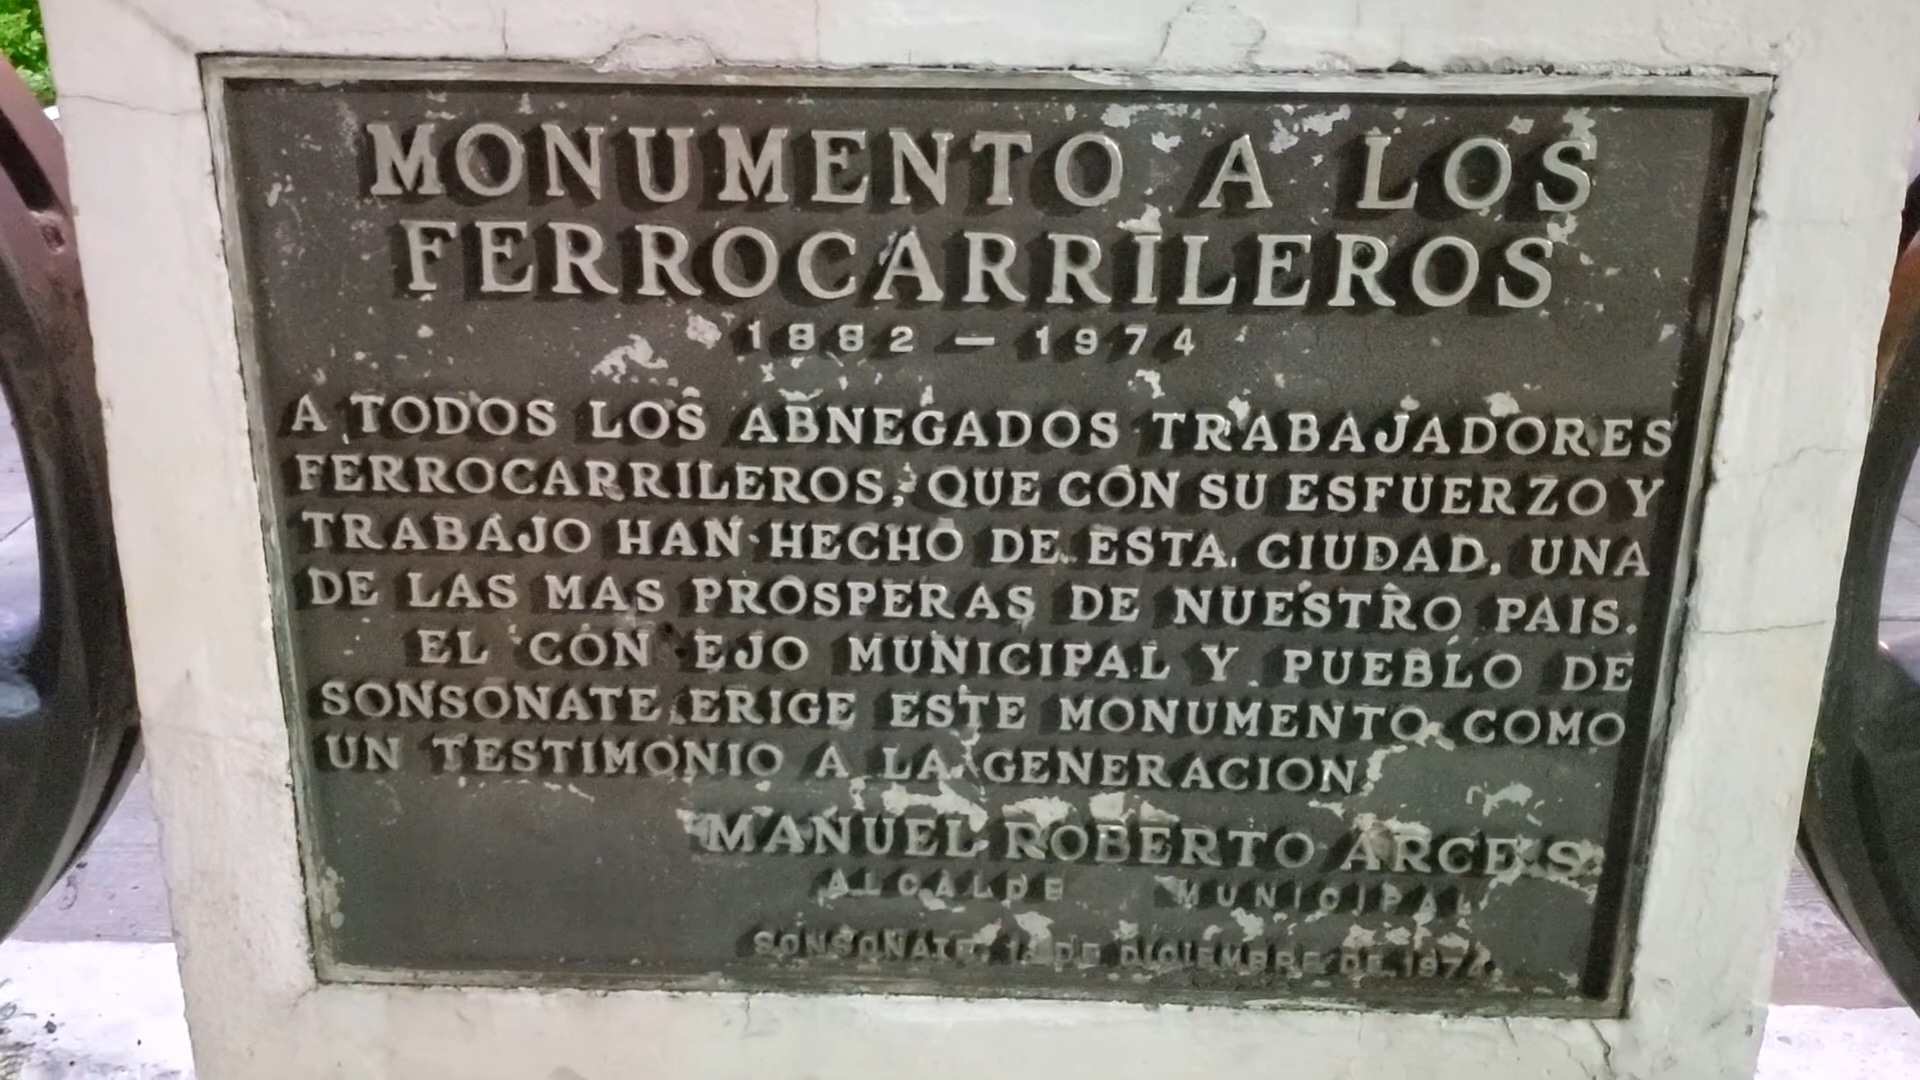 MONUMENTO A LOS
FERROCARRILEROS
1882 — 1974
A TODOS LOS ABNEGADOS TRABAJADORES
FERROCARRILEROS, QUE CON SU ESFUERZO Y
TRABAJO HAN HECHO DE ESTA CIUDAD, UNA
DE LAS MAS PROSPERAS DE NUESTRO PAIS.
EL CON EJO MUNICIPAL Y PUEBLO DE
SONSONATE ERIGE ESTE MONUMENTO COMO
UN TESTIMONIO A LA GENERACION
MANUEL ROBERTO ARCE S.
ALCALDE MUNICIPAL
SONSONATE, DE DICIEMBRE DE 1974.